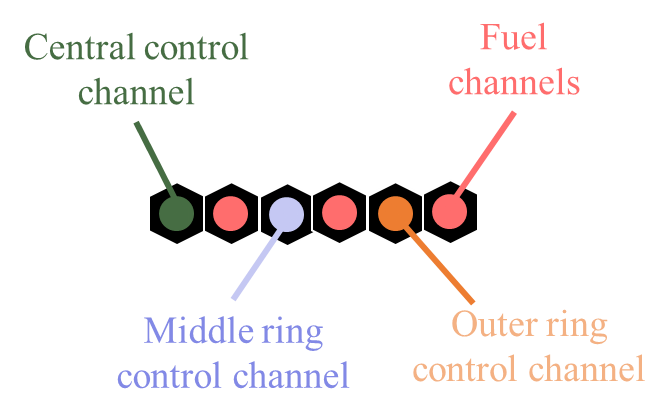 Central control
channel
Fuel
channels
Middle ring
control channel
Outer ring
control channel